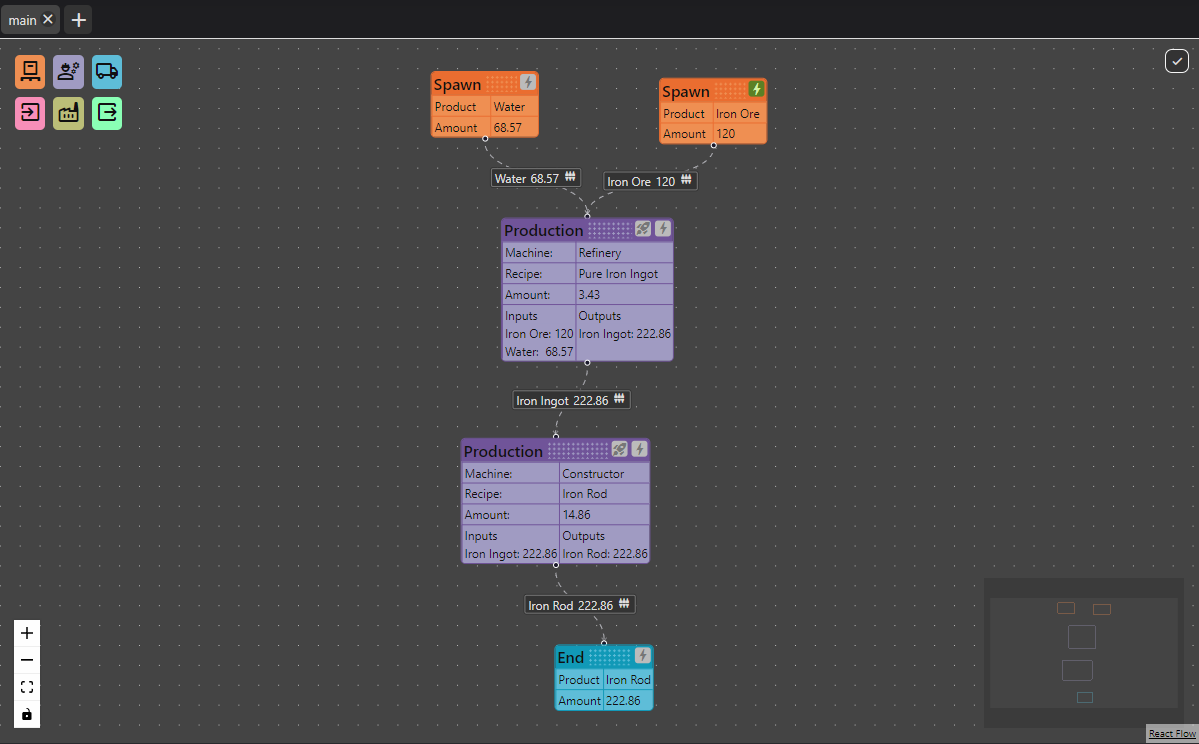 main
Spawn
Product Water
Amount 68.57
Spawn
Product Iron Ore
Amount 120
Water 68.57
Iron Ore 120
Production
Machine: Refinery
Recipe: Pure Iron Ingot
Amount: 3.43
Inputs Outputs
Iron Ore: 120 Iron Ingot: 222.86
Water: 68.57
Iron Ingot 222.86
Production
Machine: Constructor
Recipe: Iron Rod
Amount: 14.86
Inputs Outputs
Iron Ingot: 222.86 Iron Rod: 222.86
Iron Rod 222.86
End
Product Iron Rod
Amount 222.86
React Flow